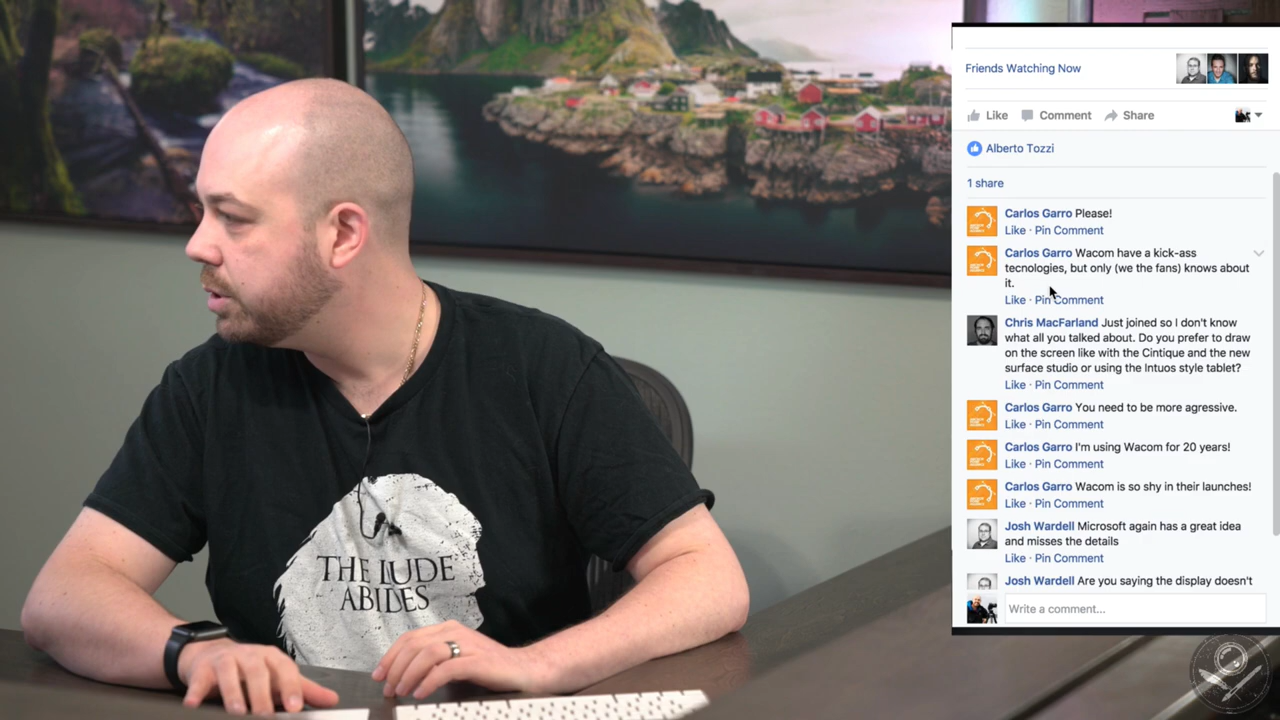 THE DUDE
ABIDES
Friends Watching Now
Like Comment Share
Alberto Tozzi
1 share
Carlos Garro Please!
Like · Pin Comment
Carlos Garro Wacom have a kick-ass
tecnologies, but only (we the fans) knows about
it.
Like · Pin Comment
Chris MacFarland Just joined so I don't know
what all you talked about. Do you prefer to draw
on the screen like with the Cintique and the new
surface studio or using the Intuos style tablet?
Like · Pin Comment
Carlos Garro You need to be more agressive.
Like · Pin Comment
Carlos Garro I'm using Wacom for 20 years!
Like · Pin Comment
Carlos Garro Wacom is so shy in their launches!
Like · Pin Comment
Josh Wardell Microsoft again has a great idea
and misses the details
Like · Pin Comment
Josh Wardell Are you saying the display doesn't
Write a comment...